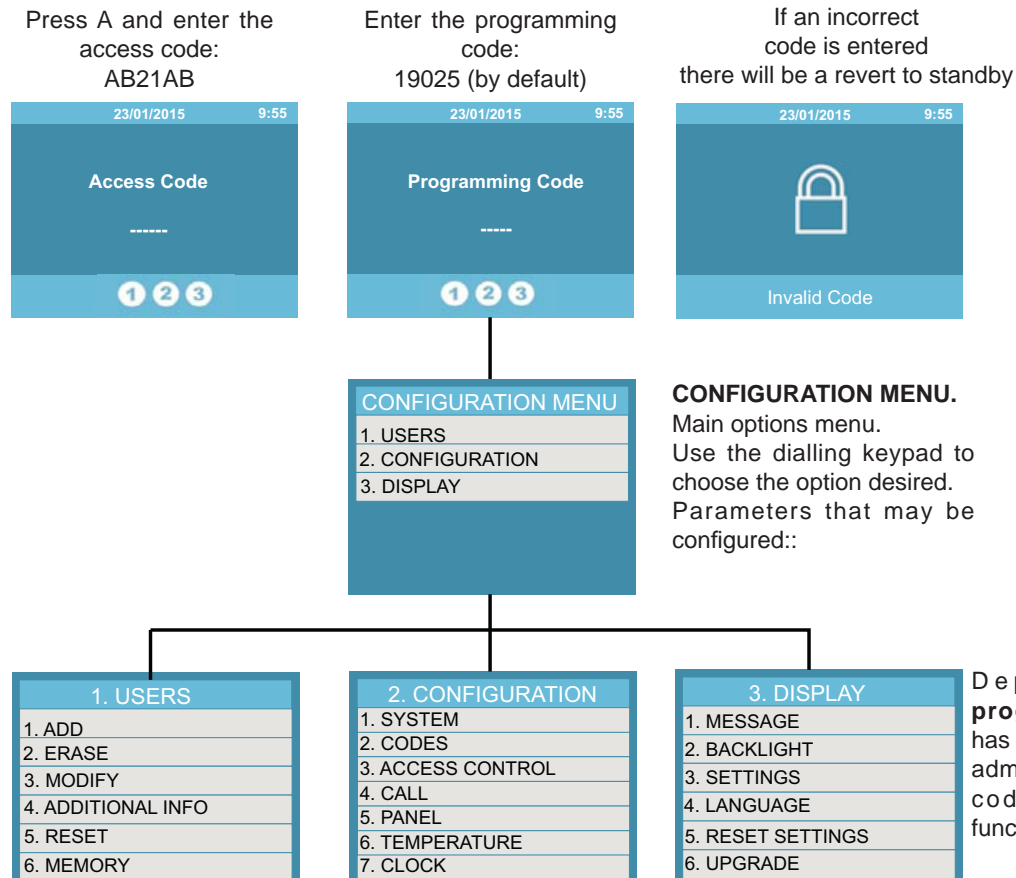 Press A and enter the
access code:
AB21AB
Enter the programming
code:
19025 (by default)
If an incorrect
code is entered
there will be a revert to standby
23/01/2015 9:55
Access Code
------
1 2 3
23/01/2015 9:55
Programming Code
-----
1 2 3
23/01/2015 9:55
Invalid Code
CONFIGURATION MENU
1. USERS
2. CONFIGURATION
3. DISPLAY
CONFIGURATION MENU.
Main options menu.
Use the dialling keypad to
choose the option desired.
Parameters that may be
configured::
1. USERS
1. ADD
2. ERASE
3. MODIFY
4. ADDITIONAL INFO
5. RESET
6. MEMORY
2. CONFIGURATION
1. SYSTEM
2. CODES
3. ACCESS CONTROL
4. CALL
5. PANEL
6. TEMPERATURE
7. CLOCK
3. DISPLAY
1. MESSAGE
2. BACKLIGHT
3. SETTINGS
4. LANGUAGE
5. RESET SETTINGS
6. UPGRADE
has